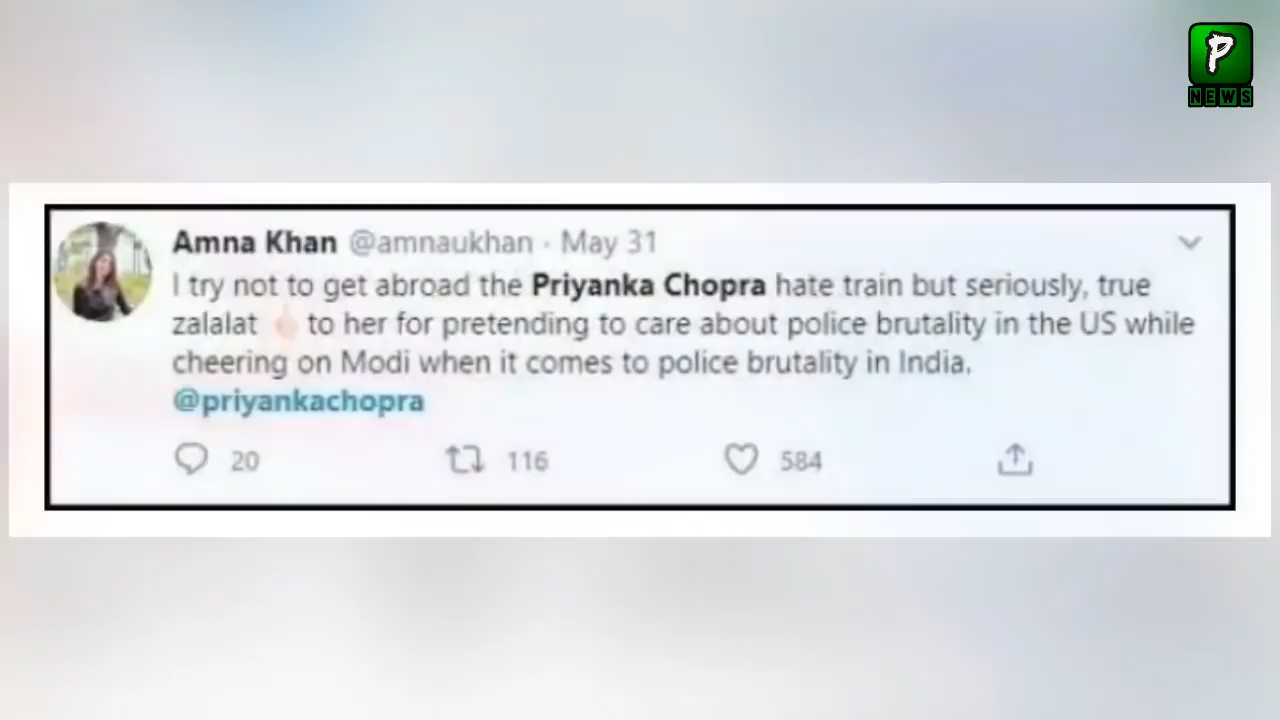 P
NEWS
Amna Khan @amnaukhan · May 31
I try not to get abroad the Priyanka Chopra hate train but seriously, true
zalalat 🖕🏻 to her for pretending to care about police brutality in the US while
cheering on Modi when it comes to police brutality in India.
@priyankachopra
20 116 584